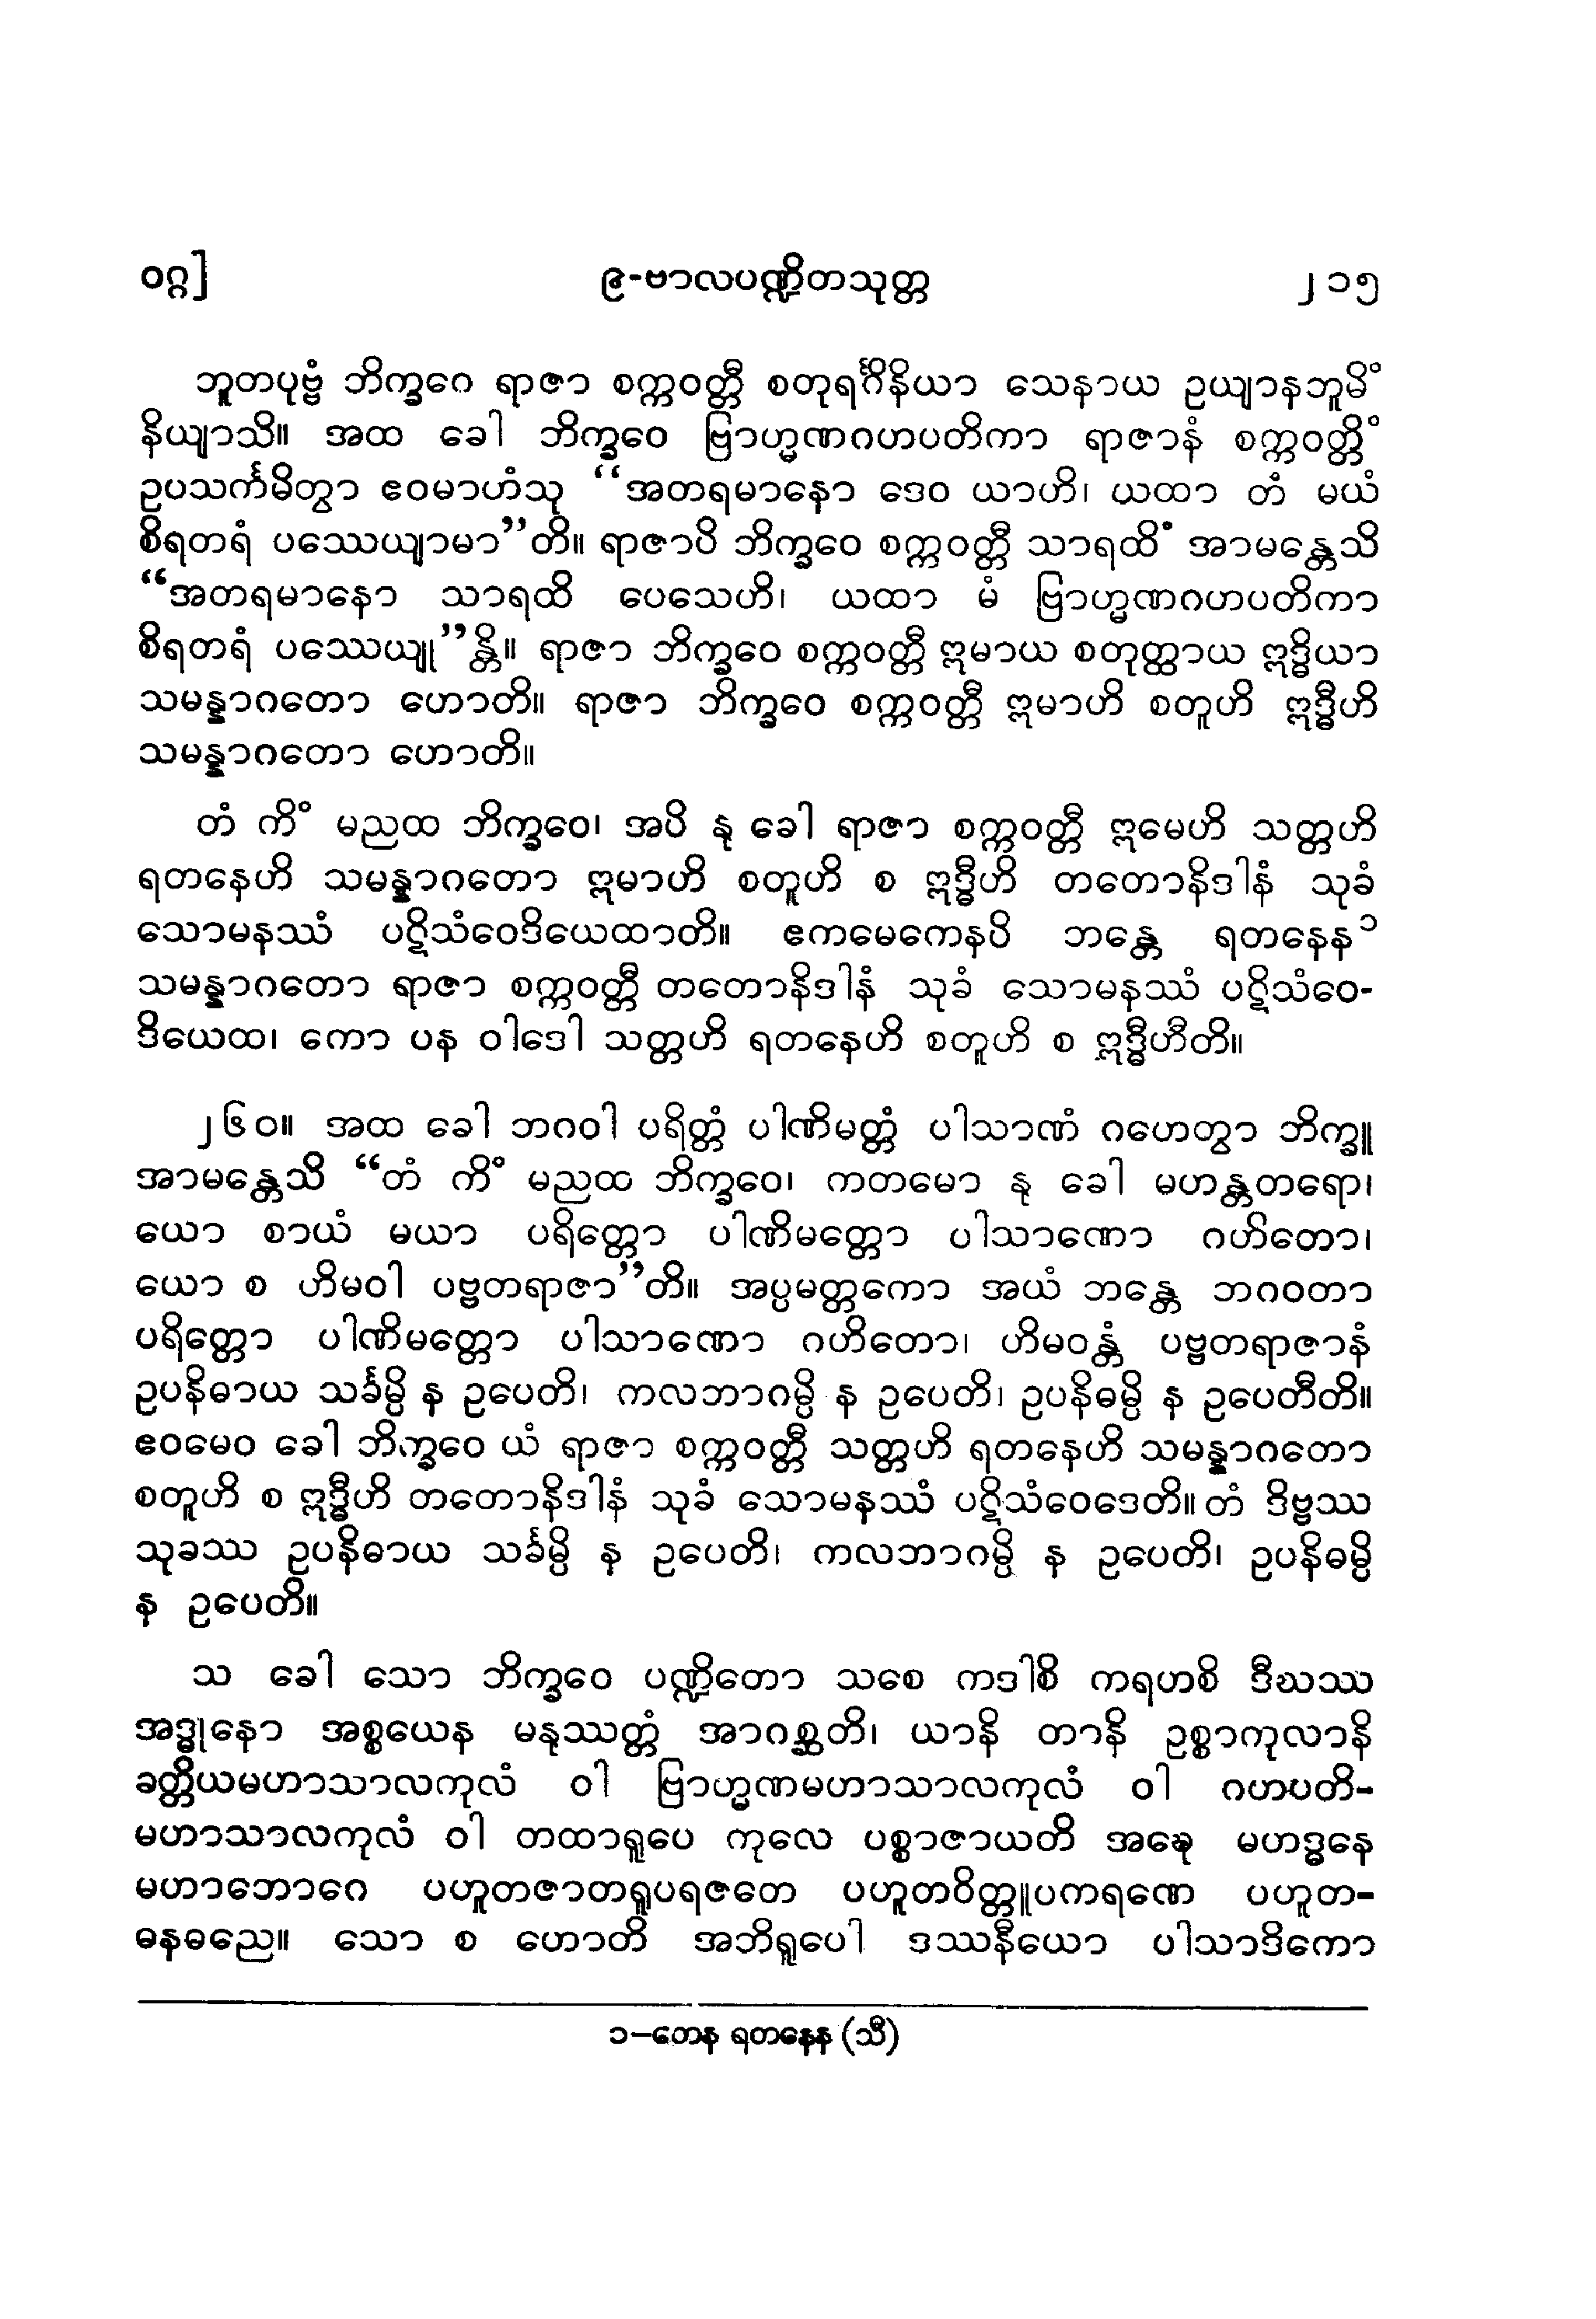 ဝဂ္ဂ]
၉-ဗာလပဏ္ဍိတသုတ္တ
၂၁၅
ဘူတပုဗ္ဗံ ဘိက္ခဂေ ရာဇာ စက္ကဝတ္တီ စတုရင်္ဂိနိယာ သေနာယ ဥယျာနဘူမိံ
နိယျာသိ။ အထ ခေါ ဘိက္ခဝေ ဗြာဟ္မဏဂဟပတိကာ ရာဇာနံ စက္ကဝတ္တိံ
ဥပသင်္ကမိတွာ ဧဝမာဟံသု “အတရမာနော ဒေဝ ယာဟိ၊ ယထာ တံ မယံ
စိရတရံ ပဿေယျာမာ”တိ။ ရာဇာပိ ဘိက္ခဝေ စက္ကဝတ္တီ သာရထိံ အာမန္တေသိ
“အတရမာနော သာရထိ ပေသေဟိ၊ ယထာ မံ ဗြာဟ္မဏဂဟပတိကာ
စိရတရံ ပဿေယျု”န္တိ။ ရာဇာ ဘိက္ခဝေ စက္ကဝတ္တီ ဣမာယ စတုတ္ထာယ ဣဒ္ဓိယာ
သမန္နာဂတော ဟောတိ။ ရာဇာ ဘိက္ခဝေ စက္ကဝတ္တီ ဣမာဟိ စတူဟိ ဣဒ္ဓီဟိ
သမန္နာဂတော ဟောတိ။
တံ ကိံ မညထ ဘိက္ခဝေ၊ အပိ နု ခေါ ရာဇာ စက္ကဝတ္တီ ဣမေဟိ သတ္တဟိ
ရတနေဟိ သမန္နာဂတော ဣမာဟိ စတူဟိ စ ဣဒ္ဓီဟိ တတောနိဒါနံ သုခံ
သောမနဿံ ပဋိသံဝေဒိယေထာတိ။ ဧကမေကေနပိ ဘန္တေ ရတနေန၁
သမန္နာဂတော ရာဇာ စက္ကဝတ္တီ တတောနိဒါနံ သုခံ သောမနဿံ ပဋိသံဝေ-
ဒိယေထ၊ ကော ပန ဝါဒေါ သတ္တဟိ ရတနေဟိ စတူဟိ စ ဣဒ္ဓီဟီတိ။
၂၆၀။ အထ ခေါ ဘဂဝါ ပရိတ္တံ ပါဏိမတ္တံ ပါသာဏံ ဂဟေတွာ ဘိက္ခူ
အာမန္တေသိ “တံ ကိံ မညထ ဘိက္ခဝေ၊ ကတမော နု ခေါ မဟန္တတရော၊
ယော စာယံ မယာ ပရိတ္တော ပါဏိမတ္တော ပါသာဏော ဂဟိတော၊
ယော စ ဟိမဝါ ပဗ္ဗတရာဇာ”တိ။ အပ္ပမတ္တကော အယံ ဘန္တေ ဘဂဝတာ
ပရိတ္တော ပါဏိမတ္တော ပါသာဏော ဂဟိတော၊ ဟိမဝန္တံ ပဗ္ဗတရာဇာနံ
ဥပနိဓာယ သင်္ခမ္ပိ န ဥပေတိ၊ ကလဘာဂမ္ပိ န ဥပေတိ၊ ဥပနိဓမ္ပိ န ဥပေတီတိ။
ဧဝမေဝ ခေါ ဘိက္ခဝေ ယံ ရာဇာ စက္ကဝတ္တီ သတ္တဟိ ရတနေဟိ သမန္နာဂတော
စတူဟိ စ ဣဒ္ဓီဟိ တတောနိဒါနံ သုခံ သောမနဿံ ပဋိသံဝေဒေတိ။ တံ ဒိဗ္ဗဿ
သုခဿ ဥပနိဓာယ သင်္ခမ္ပိ န ဥပေတိ၊ ကလဘာဂမ္ပိ န ဥပေတိ၊ ဥပနိဓမ္ပိ
န ဥပေတိ။
သ ခေါ သော ဘိက္ခဝေ ပဏ္ဍိတော သစေ ကဒါစိ ကရဟစိ ဒီဃဿ
အဒ္ဓုနော အစ္စယေန မနုဿတ္တံ အာဂစ္ဆတိ၊ ယာနိ တာနိ ဥစ္စာကုလာနိ
ခတ္တိယမဟာသာလကုလံ ဝါ ဗြာဟ္မဏမဟာသာလကုလံ ဝါ ဂဟပတိ-
မဟာသာလကုလံ ဝါ တထာရူပေ ကုလေ ပစ္စာဇာယတိ အဍ္ဎေ မဟဒ္ဓနေ
မဟာဘောဂေ ပဟူတဇာတရူပရဇတေ ပဟူတဝိတ္တူပကရဏေ ပဟူတ-
ဓနဓညေ။ သော စ ဟောတိ အဘိရူပေါ ဒဿနီယော ပါသာဒိကော
၁-တေန ရတနေန (သီ)